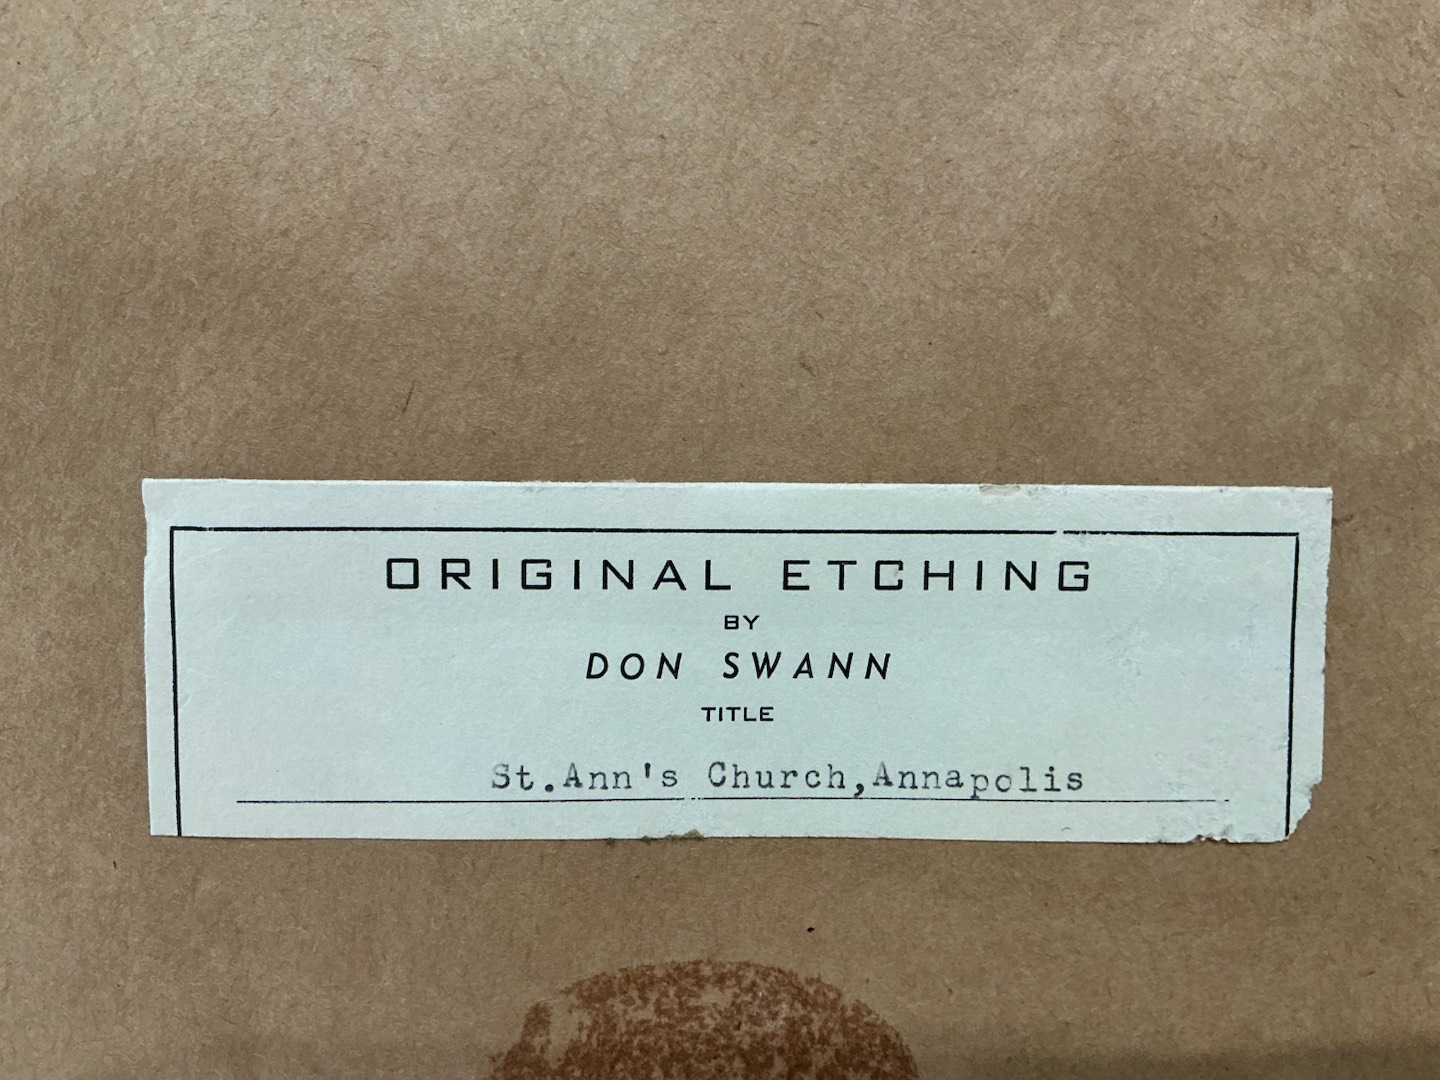 ORIGINAL ETCHING
BY
DON SWANN
TITLE
St.Ann's Church,Annapolis